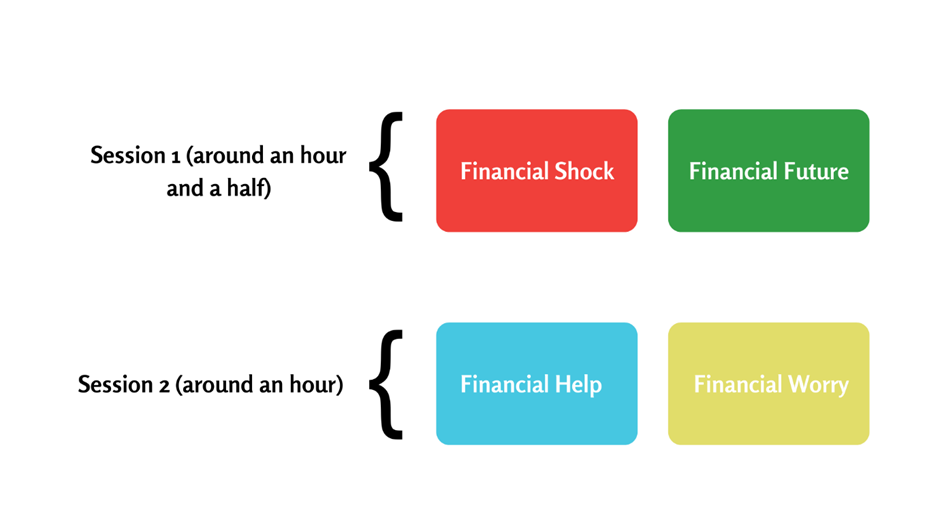 Session 1 (around an hour
and a half)
Financial Shock
Financial Future
Session 2 (around an hour)
Financial Help
Financial Worry